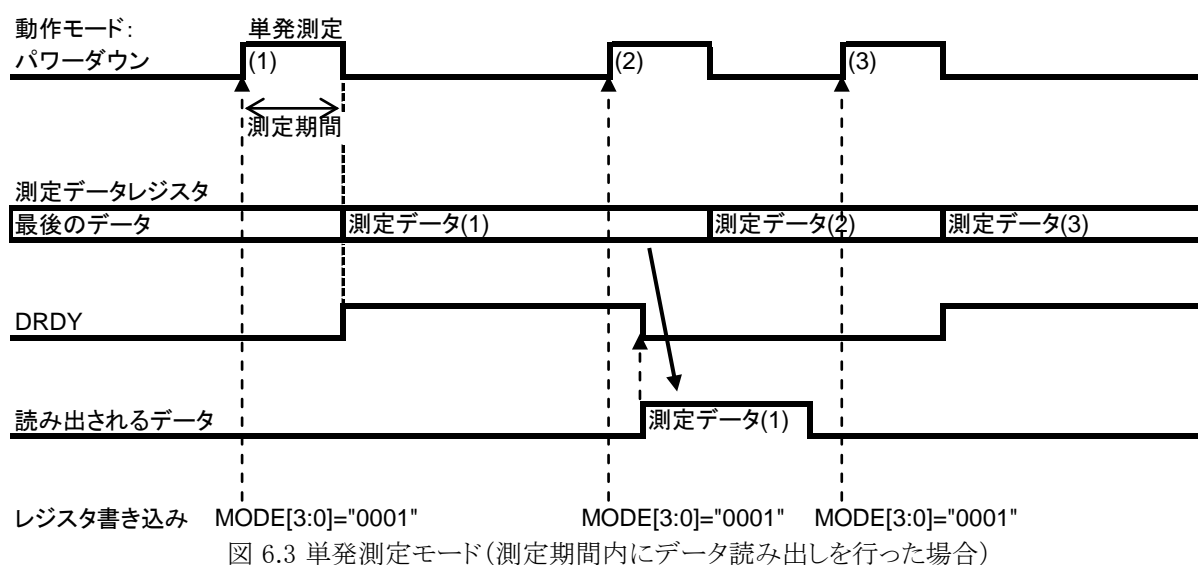 動作モード：
単発測定
パワーダウン
(1)
(2)
(3)
測定期間
測定データレジスタ
最後のデータ
測定データ(1)
測定データ(2)
測定データ(3)
DRDY
読み出されるデータ
測定データ(1)
レジスタ書き込み MODE[3:0]="0001" MODE[3:0]="0001" MODE[3:0]="0001"
図 6.3 単発測定モード（測定期間内にデータ読み出しを行った場合）